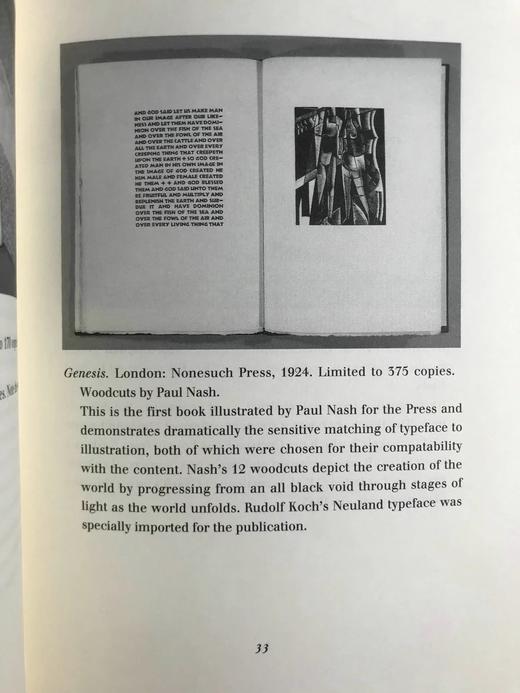 AND GOD SAID LET US MAKE MAN
IN OUR IMAGE AFTER OUR LIKE-
NESS AND LET THEM HAVE DOMI-
NION OVER THE FISH OF THE SEA
AND OVER THE FOWL OF THE AIR
AND OVER THE CATTLE AND OVER
ALL THE EARTH AND OVER EVERY
CREEPING THING THAT CREEPETH
UPON THE EARTH + SO GOD CRE-
ATED MAN IN HIS OWN IMAGE IN
THE IMAGE OF GOD CREATED HE
HIM MALE AND FEMALE CREATED
HE THEM + + AND GOD BLESSED
THEM AND GOD SAID UNTO THEM
BE FRUITFUL AND MULTIPLY AND
REPLENISH THE EARTH AND SUB-
DUE IT AND HAVE DOMINION
OVER THE FISH OF THE SEA AND
OVER THE FOWL OF THE AIR AND
OVER EVERY LIVING THING THAT
Genesis. London: Nonesuch Press, 1924. Limited to 375 copies.
Woodcuts by Paul Nash.
This is the first book illustrated by Paul Nash for the Press and
demonstrates dramatically the sensitive matching of typeface to
illustration, both of which were chosen for their compatability
with the content. Nash's 12 woodcuts depict the creation of the
world by progressing from an all black void through stages of
light as the world unfolds. Rudolf Koch's Neuland typeface was
specially imported for the publication.
33